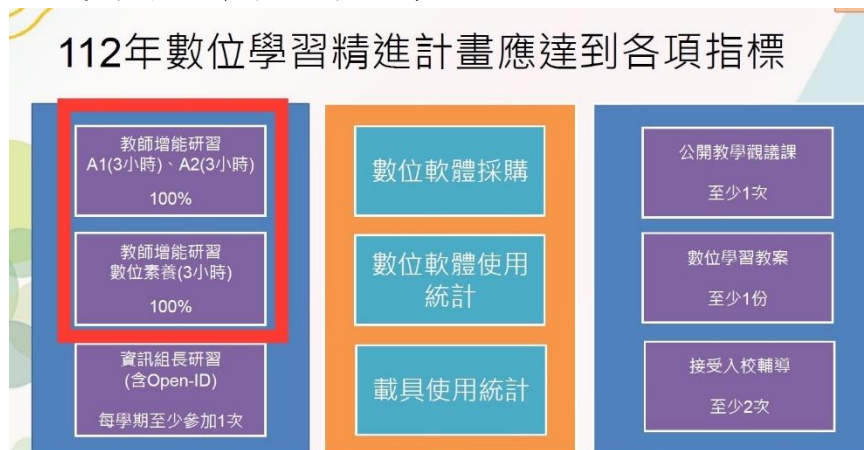 112年數位學習精進計畫應達到各項指標
教師增能研習
A1(3小時)、A2(3小時)
100%
教師增能研習
數位素養(3小時)
100%
資訊組長研習
(含Open-ID)
每學期至少參加1次
數位軟體採購
數位軟體使用
統計
載具使用統計
公開教學觀議課
至少1次
數位學習教案
至少1份
接受入校輔導
至少2次